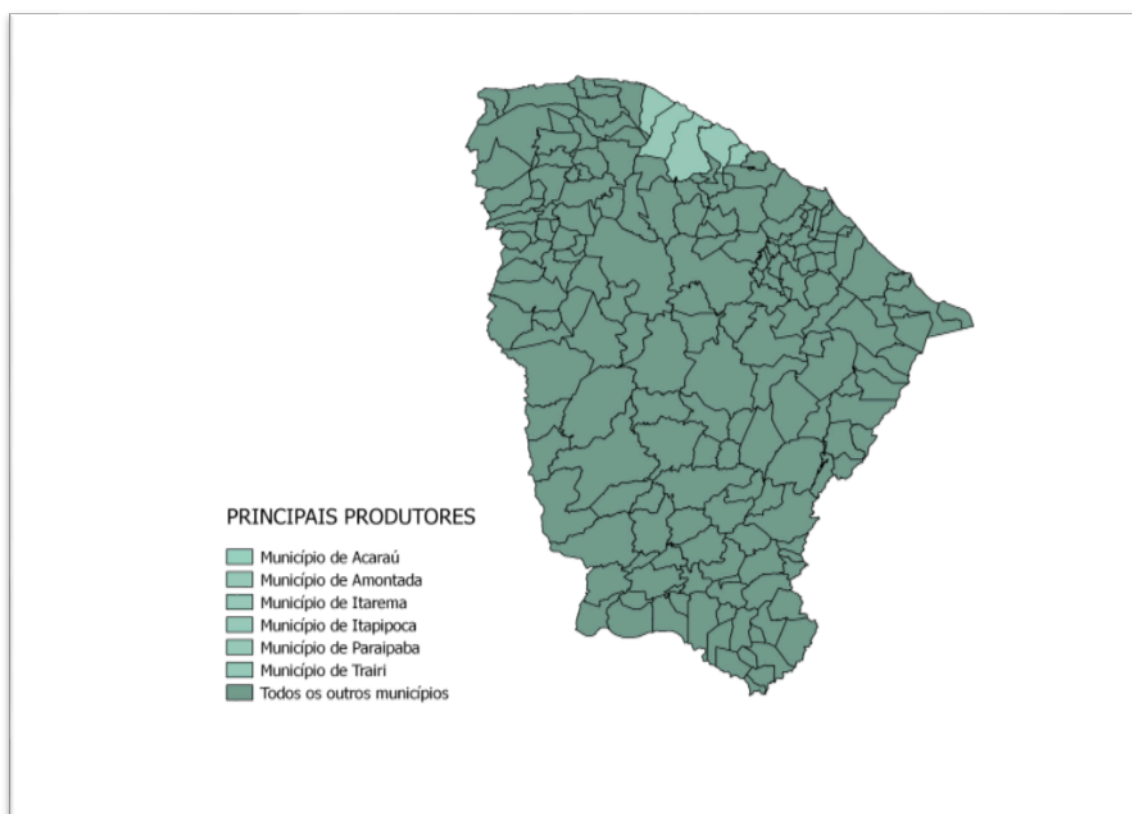 PRINCIPAIS PRODUTORES
Município de Acaraú
Município de Amontada
Município de Itarema
Município de Itapipoca
Município de Paraipaba
Município de Trairi
Todos os outros municípios